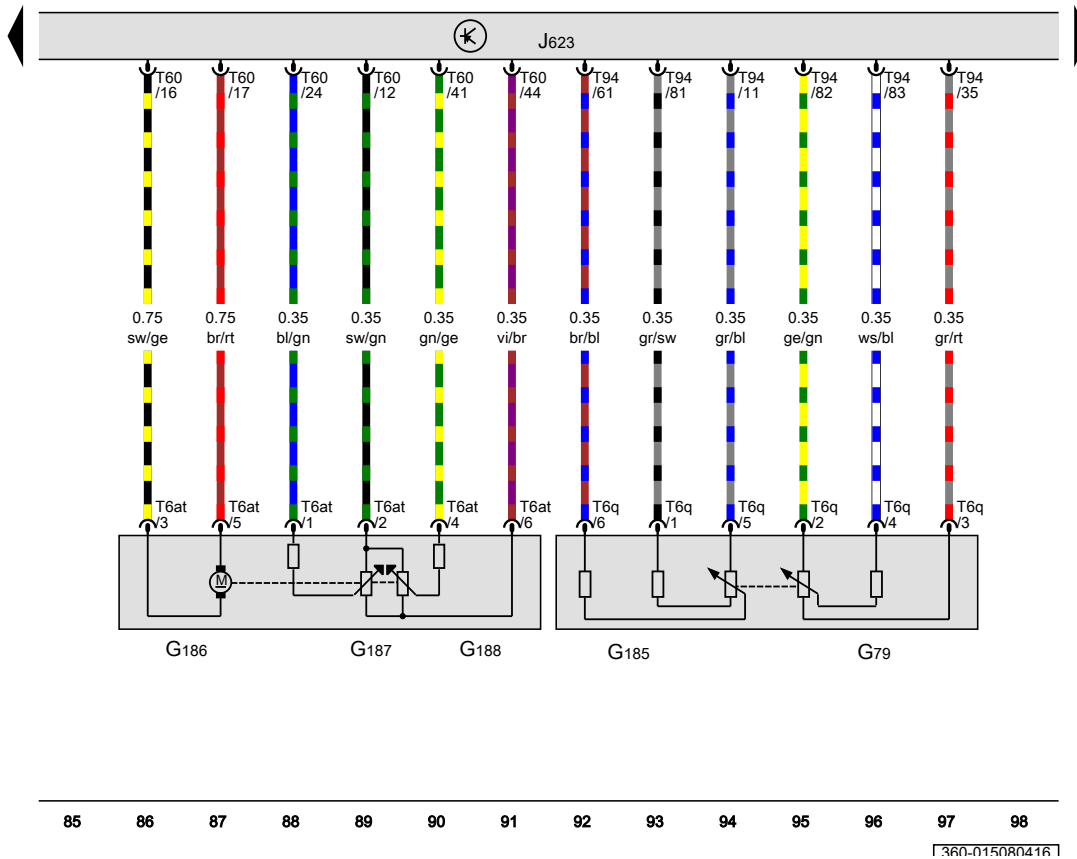 J623
T60 T60 T60 T60 T60 T60 T94 T94 T94 T94 T94 T94
/16 /17 /24 /12 /41 /44 /61 /81 /11 /82 /83 /35
0.75 0.75 0.35 0.35 0.35 0.35 0.35 0.35 0.35 0.35 0.35 0.35
sw/ge br/rt bl/gn sw/gn gn/ge vi/br br/bl gr/sw gr/bl ge/gn ws/bl gr/rt
T6at T6at T6at T6at T6at T6at T6q T6q T6q T6q T6q T6q
/3 /5 /1 /2 /4 /6 /6 /1 /5 /2 /4 /3
M
G186 G187 G188 G185 G79
85 86 87 88 89 90 91 92 93 94 95 96 97 98
360-015080416